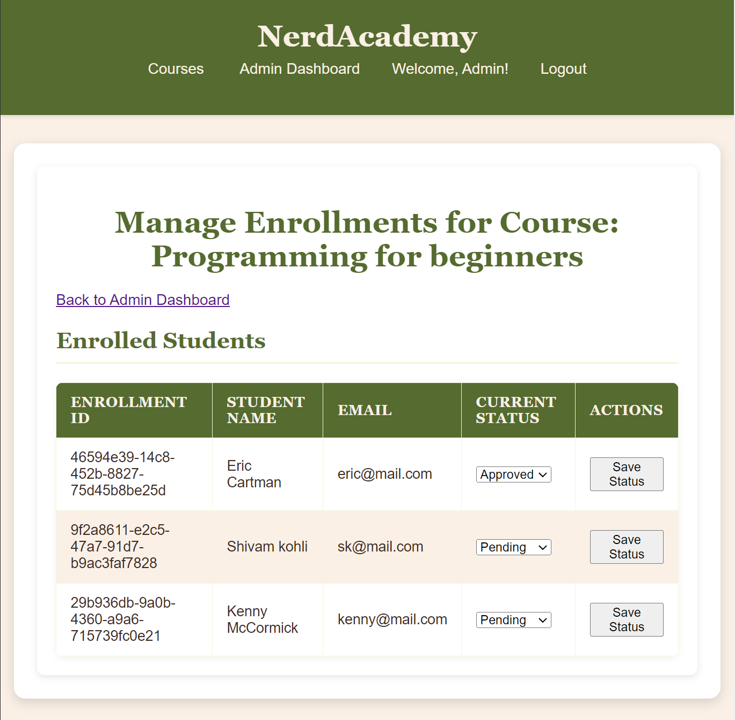 NerdAcademy
Courses Admin Dashboard Welcome, Admin! Logout
Manage Enrollments for Course:
Programming for beginners
Back to Admin Dashboard
Enrolled Students
ENROLLMENT ID STUDENT NAME EMAIL CURRENT STATUS ACTIONS
46594e39-14c8-452b-8827-75d45b8be25d Eric Cartman eric@mail.com Approved Save Status
9f2a8611-e2c5-47a7-91d7-b9ac3faf7828 Shivam kohli sk@mail.com Pending Save Status
29b936db-9a0b-4360-a9a6-715739fc0e21 Kenny McCormick kenny@mail.com Pending Save Status